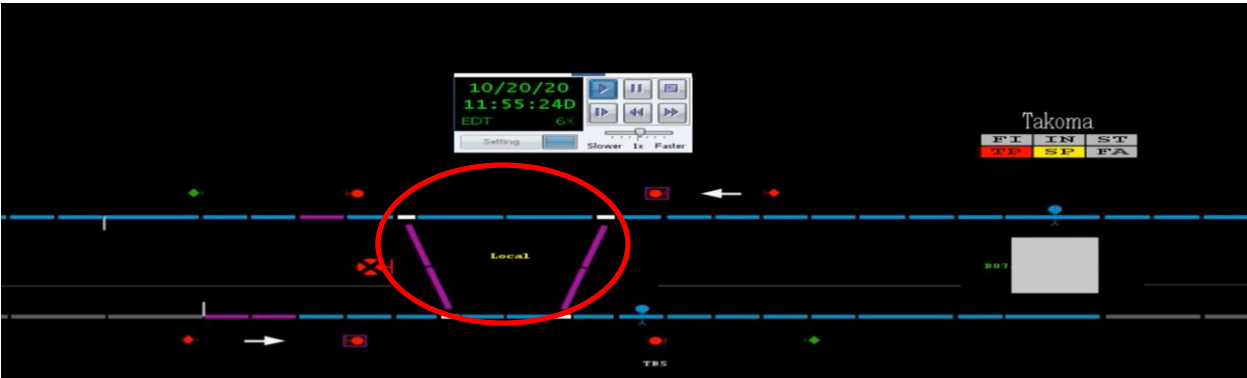 10/20/20
11:55:24D
EDT 6X
Setting
Slower 1x Faster
Takoma
FI IN ST
TP SP FA
Local
B07
TBS